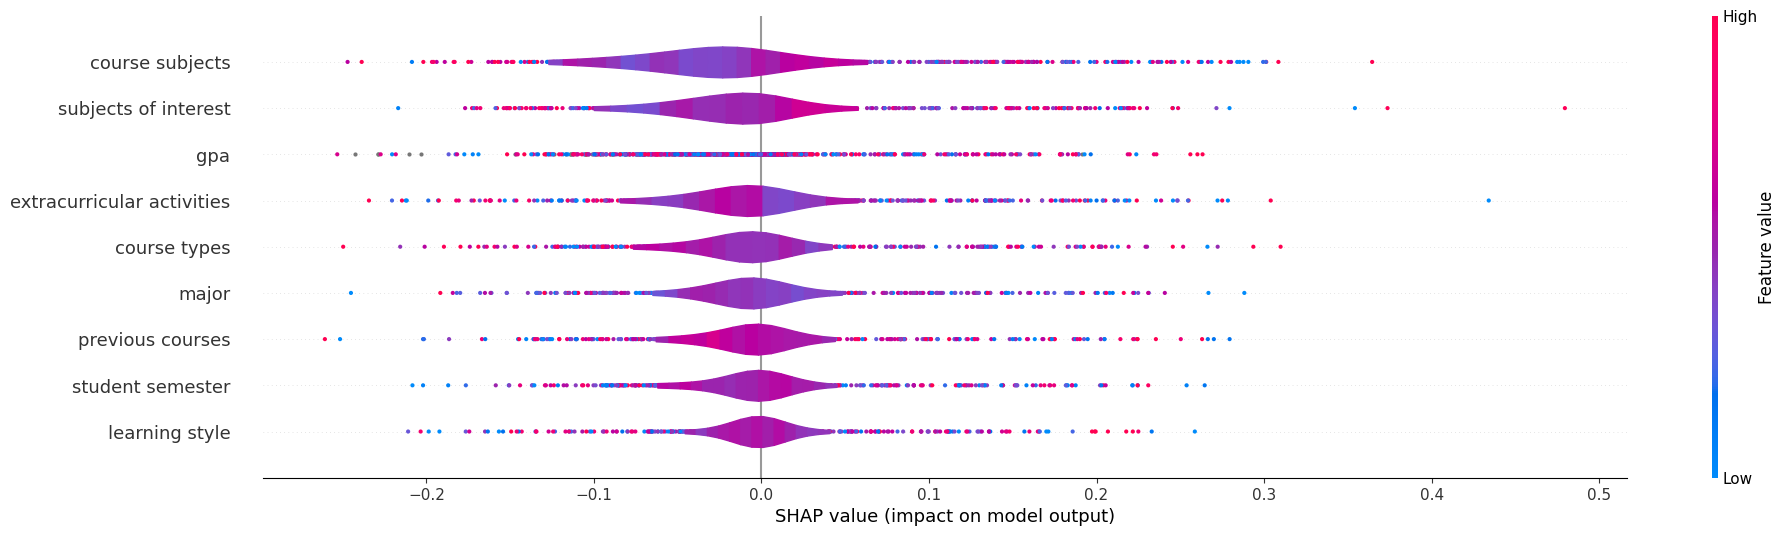 High
course subjects
subjects of interest
gpa
extracurricular activities
course types
major
previous courses
student semester
learning style
Feature value
Low
−0.2 −0.1 0.0 0.1 0.2 0.3 0.4 0.5
SHAP value (impact on model output)